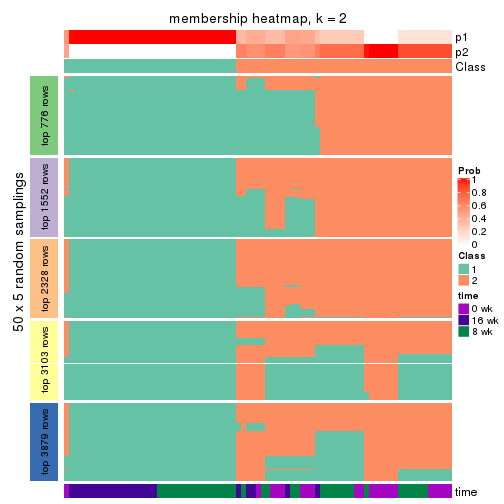 membership heatmap, k = 2
p1
p2
Class
50 x 5 random samplings
top 776 rows
top 1552 rows
top 2328 rows
top 3103 rows
top 3879 rows
Prob
1
0.8
0.6
0.4
0.2
0
Class
1
2
time
0 wk
16 wk
8 wk
time